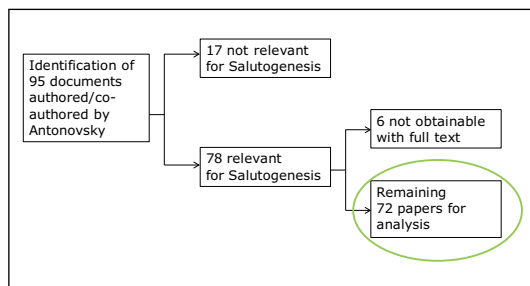 Identification of
95 documents
authored/co-
authored by
Antonovsky
17 not relevant
for Salutogenesis
78 relevant
for Salutogenesis
6 not obtainable
with full text
Remaining
72 papers for
analysis